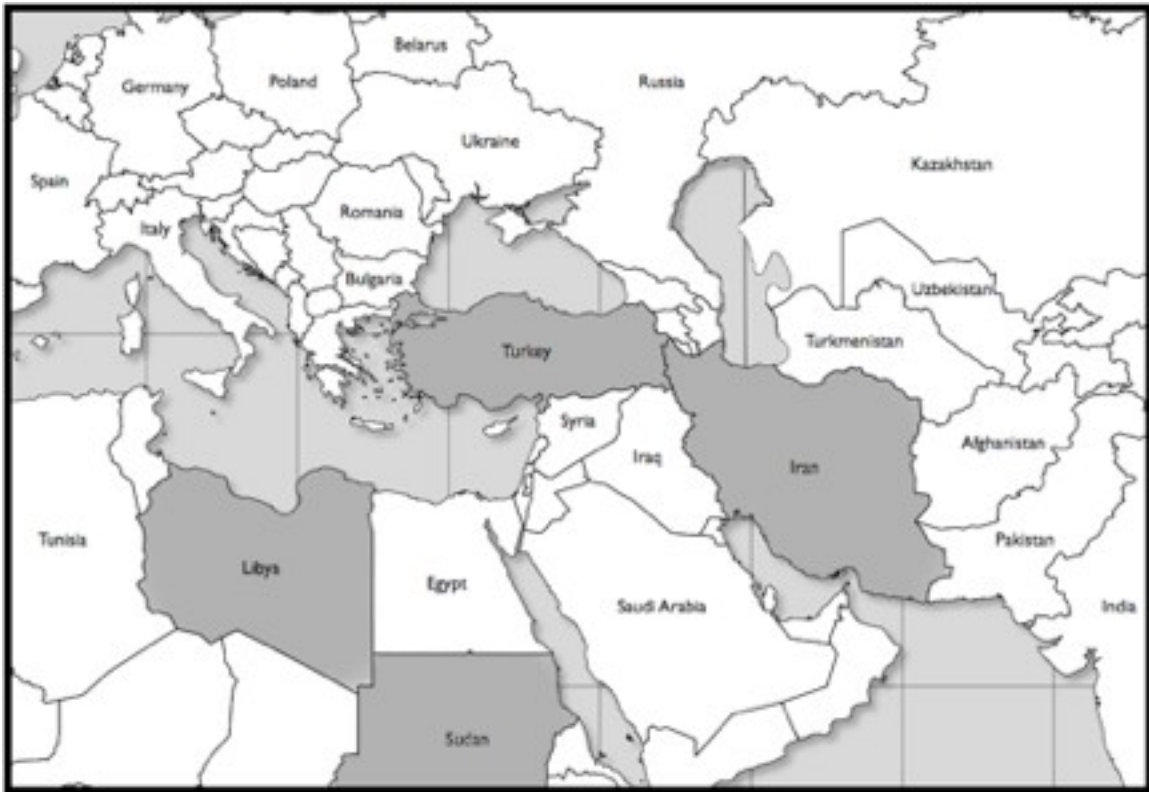 Belarus
Germany
Poland
Russia
Ukraine
Kazakhstan
Spain
Romania
Italy
Bulgaria
Uzbekistan
Turkmenistan
Turkey
Syria
Afghanistan
Iraq
Iran
Tunisia
Pakistan
Libya
Egypt
Saudi Arabia
India
Sudan